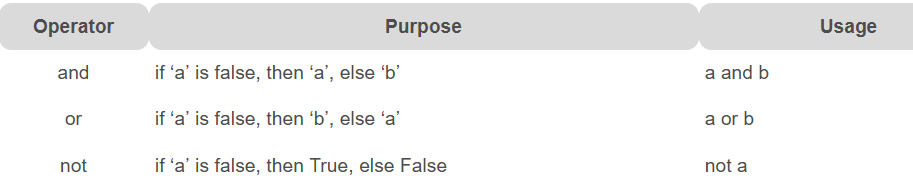 Operator Purpose Usage
and if ‘a’ is false, then ‘a’, else ‘b’ a and b
or if ‘a’ is false, then ‘b’, else ‘a’ a or b
not if ‘a’ is false, then True, else False not a